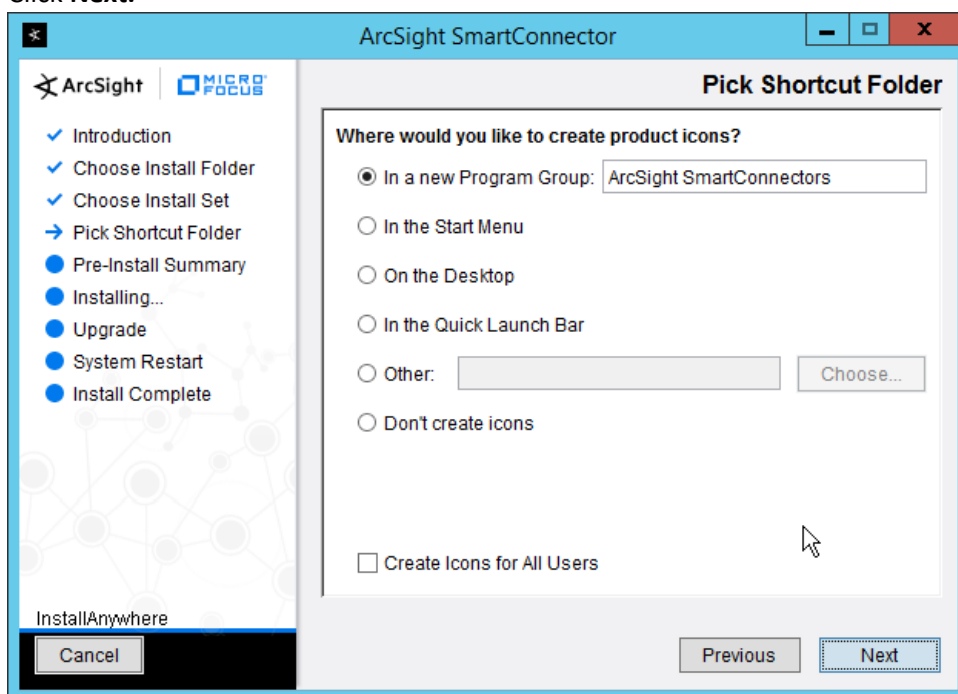 Click Next.
ArcSight SmartConnector
ArcSight MICRO FOCUS
Pick Shortcut Folder
Introduction
Choose Install Folder
Choose Install Set
Pick Shortcut Folder
Pre-Install Summary
Installing...
Upgrade
System Restart
Install Complete
Where would you like to create product icons?
In a new Program Group: ArcSight SmartConnectors
In the Start Menu
On the Desktop
In the Quick Launch Bar
Other: Choose...
Don't create icons
Create Icons for All Users
InstallAnywhere
Cancel Previous Next